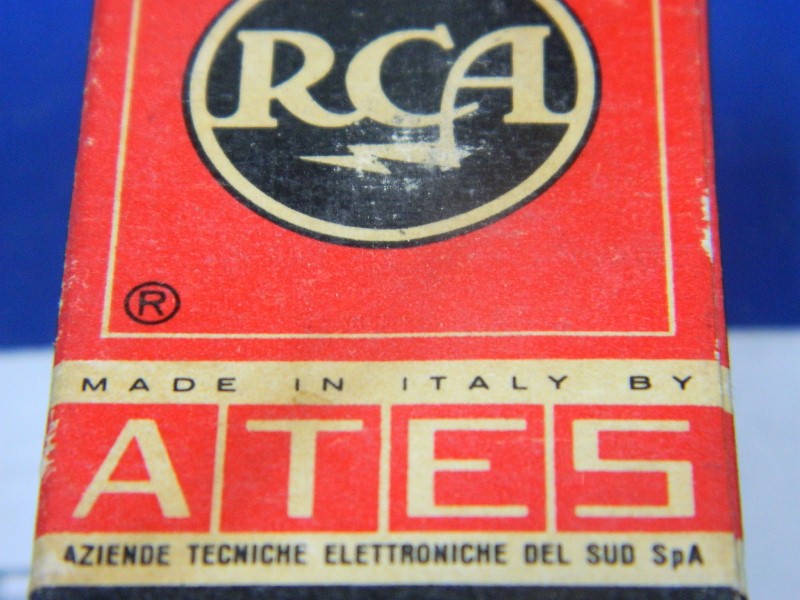 RCA
®
MADE IN ITALY BY
ATES
AZIENDE TECNICHE ELETTRONICHE DEL SUD SpA